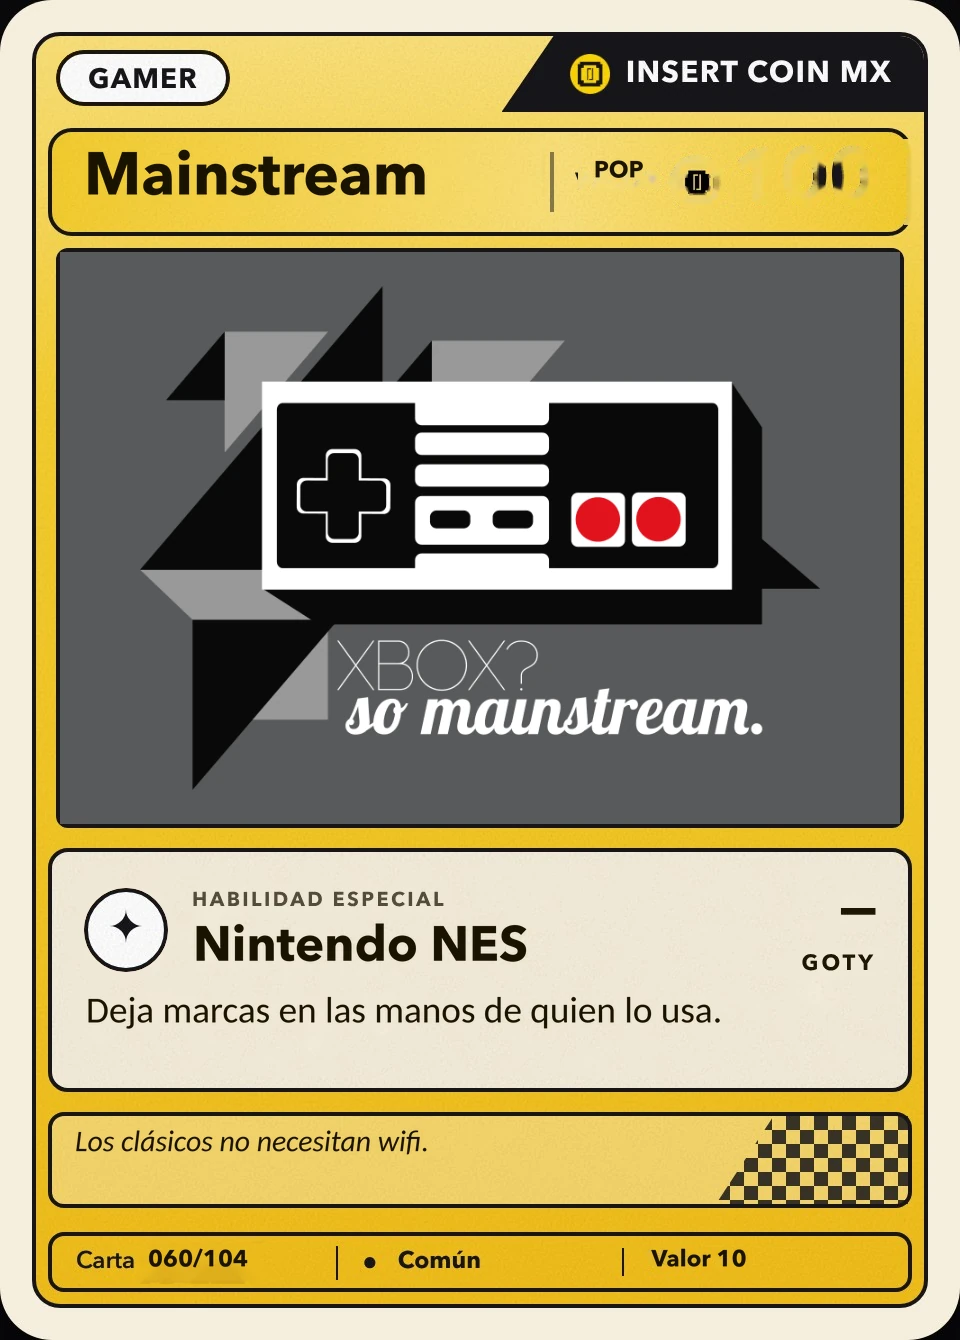 GAMER
INSERT COIN MX
Mainstream
POP
XBOX?
so mainstream.
HABILIDAD ESPECIAL
Nintendo NES
GOTY
Deja marcas en las manos de quien lo usa.
Los clásicos no necesitan wifi.
Carta 060/104
• Común
Valor 10